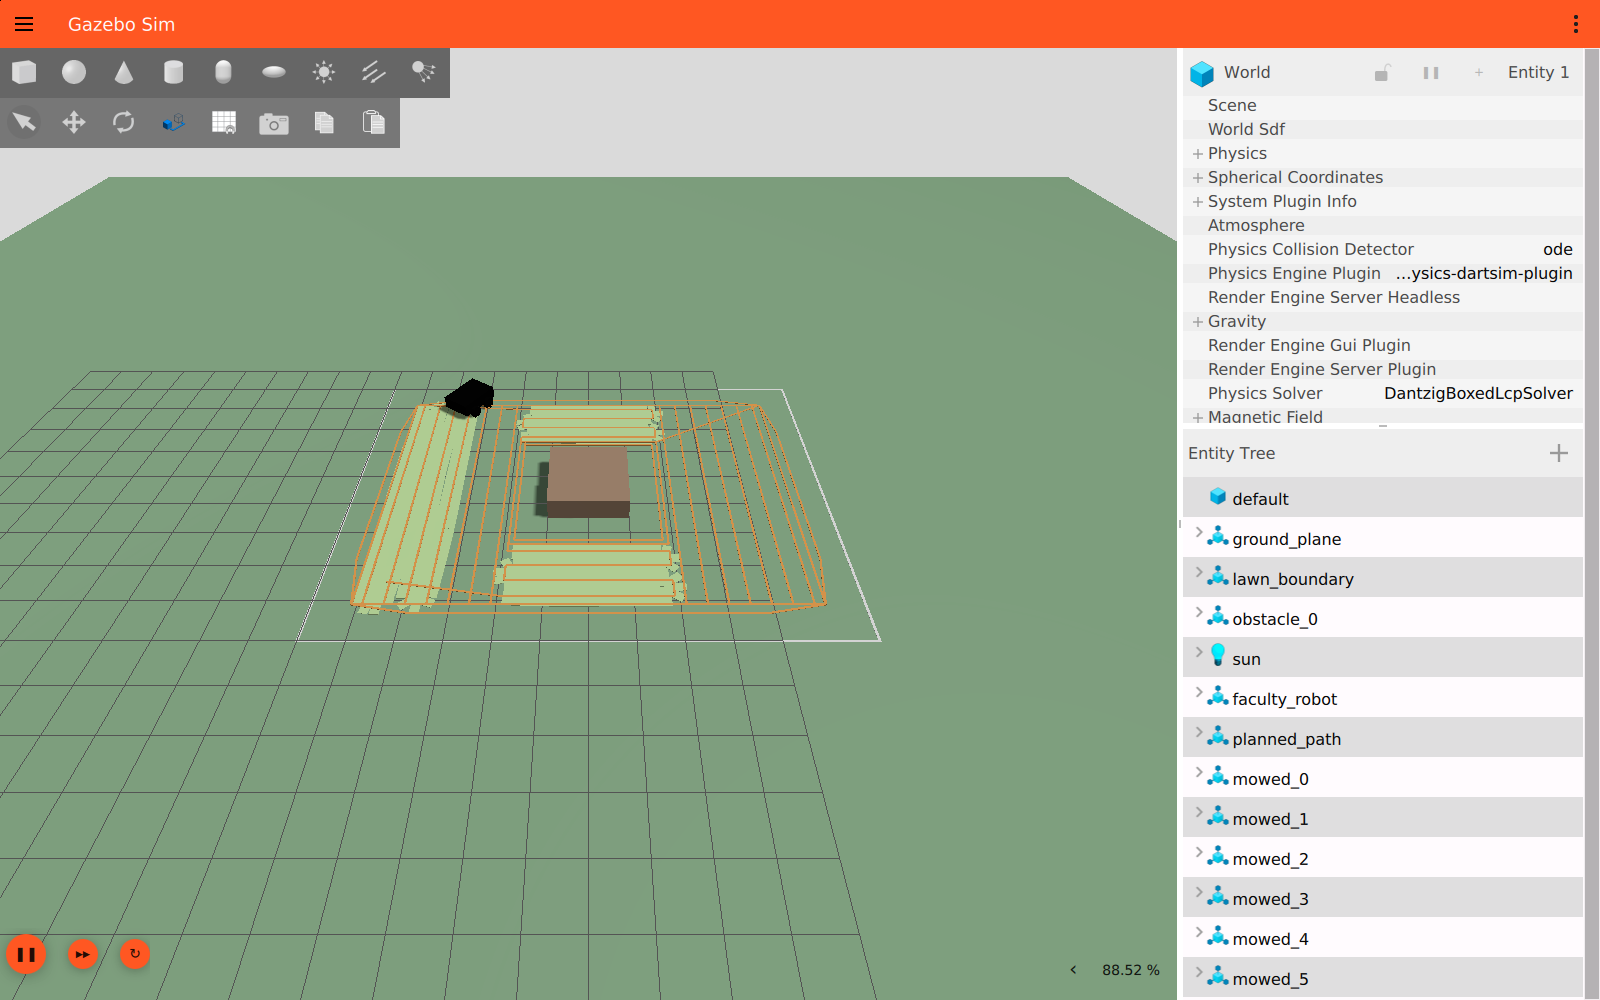 Gazebo Sim
World
Entity 1
Scene
World Sdf
Physics
Spherical Coordinates
System Plugin Info
Atmosphere
Physics Collision Detector ode
Physics Engine Plugin ...ysics-dartsim-plugin
Render Engine Server Headless
Gravity
Render Engine Gui Plugin
Render Engine Server Plugin
Physics Solver DantzigBoxedLcpSolver
Magnetic Field
Entity Tree
default
ground_plane
lawn_boundary
obstacle_0
sun
faculty_robot
planned_path
mowed_0
mowed_1
mowed_2
mowed_3
mowed_4
mowed_5
88.52 %